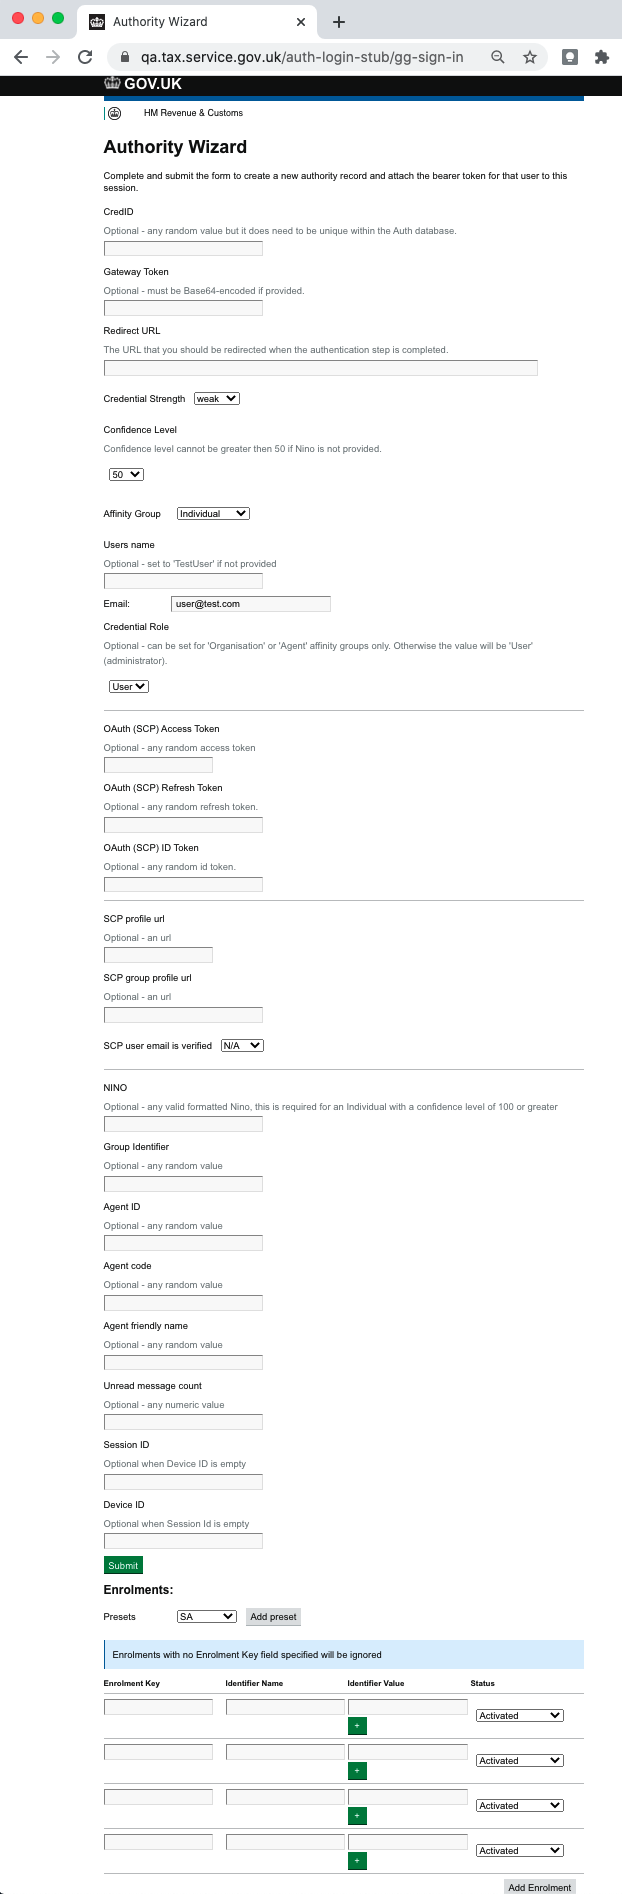 Authority Wizard
qa.tax.service.gov.uk/auth-login-stub/gg-sign-in
GOV.UK
HM Revenue & Customs
Authority Wizard
Complete and submit the form to create a new authority record and attach the bearer token for that user to this
session.
CredID
Optional - any random value but it does need to be unique within the Auth database.
Gateway Token
Optional - must be Base64-encoded if provided.
Redirect URL
The URL that you should be redirected when the authentication step is completed.
Credential Strength weak
Confidence Level
Confidence level cannot be greater then 50 if Nino is not provided.
50
Affinity Group Individual
Users name
Optional - set to 'TestUser' if not provided
Email: user@test.com
Credential Role
Optional - can be set for 'Organisation' or 'Agent' affinity groups only. Otherwise the value will be 'User'
(administrator).
User
OAuth (SCP) Access Token
Optional - any random access token
OAuth (SCP) Refresh Token
Optional - any random refresh token.
OAuth (SCP) ID Token
Optional - any random id token.
SCP profile url
Optional - an url
SCP group profile url
Optional - an url
SCP user email is verified N/A
NINO
Optional - any valid formatted Nino, this is required for an Individual with a confidence level of 100 or greater
Group Identifier
Optional - any random value
Agent ID
Optional - any random value
Agent code
Optional - any random value
Agent friendly name
Optional - any random value
Unread message count
Optional - any numeric value
Session ID
Optional when Device ID is empty
Device ID
Optional when Session Id is empty
Submit
Enrolments:
Presets SA Add preset
Enrolments with no Enrolment Key field specified will be ignored
Enrolment Key Identifier Name Identifier Value Status
Activated
+
Activated
+
Activated
+
Activated
+
Add Enrolment